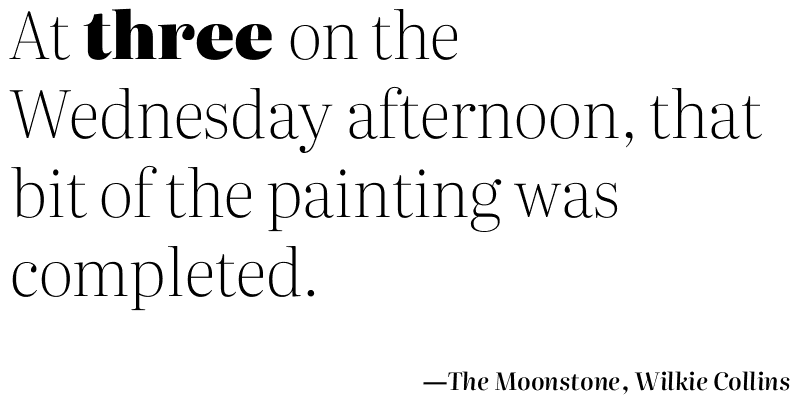 At three on the
Wednesday afternoon, that
bit of the painting was
completed.
—The Moonstone, Wilkie Collins